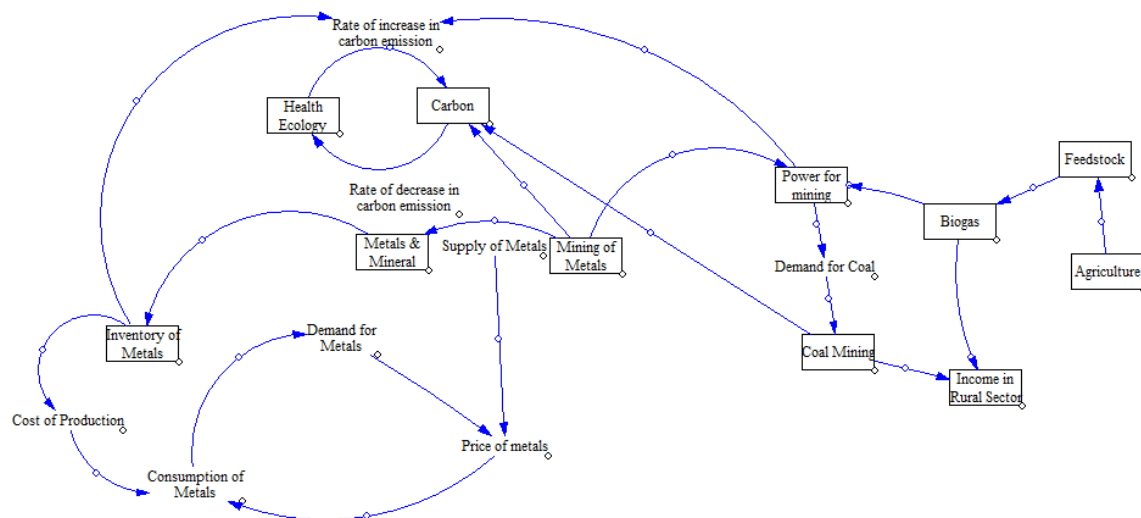 Rate of increase in
carbon emission
Health
Ecology
Carbon
Feedstock
Power for
mining
Rate of decrease in
carbon emission
Biogas
Metals &
Mineral
Supply of Metals
Mining of
Metals
Demand for Coal
Agriculture
Inventory of
Metals
Demand for
Metals
Coal Mining
Income in
Rural Sector
Cost of Production
Price of metals
Consumption of
Metals